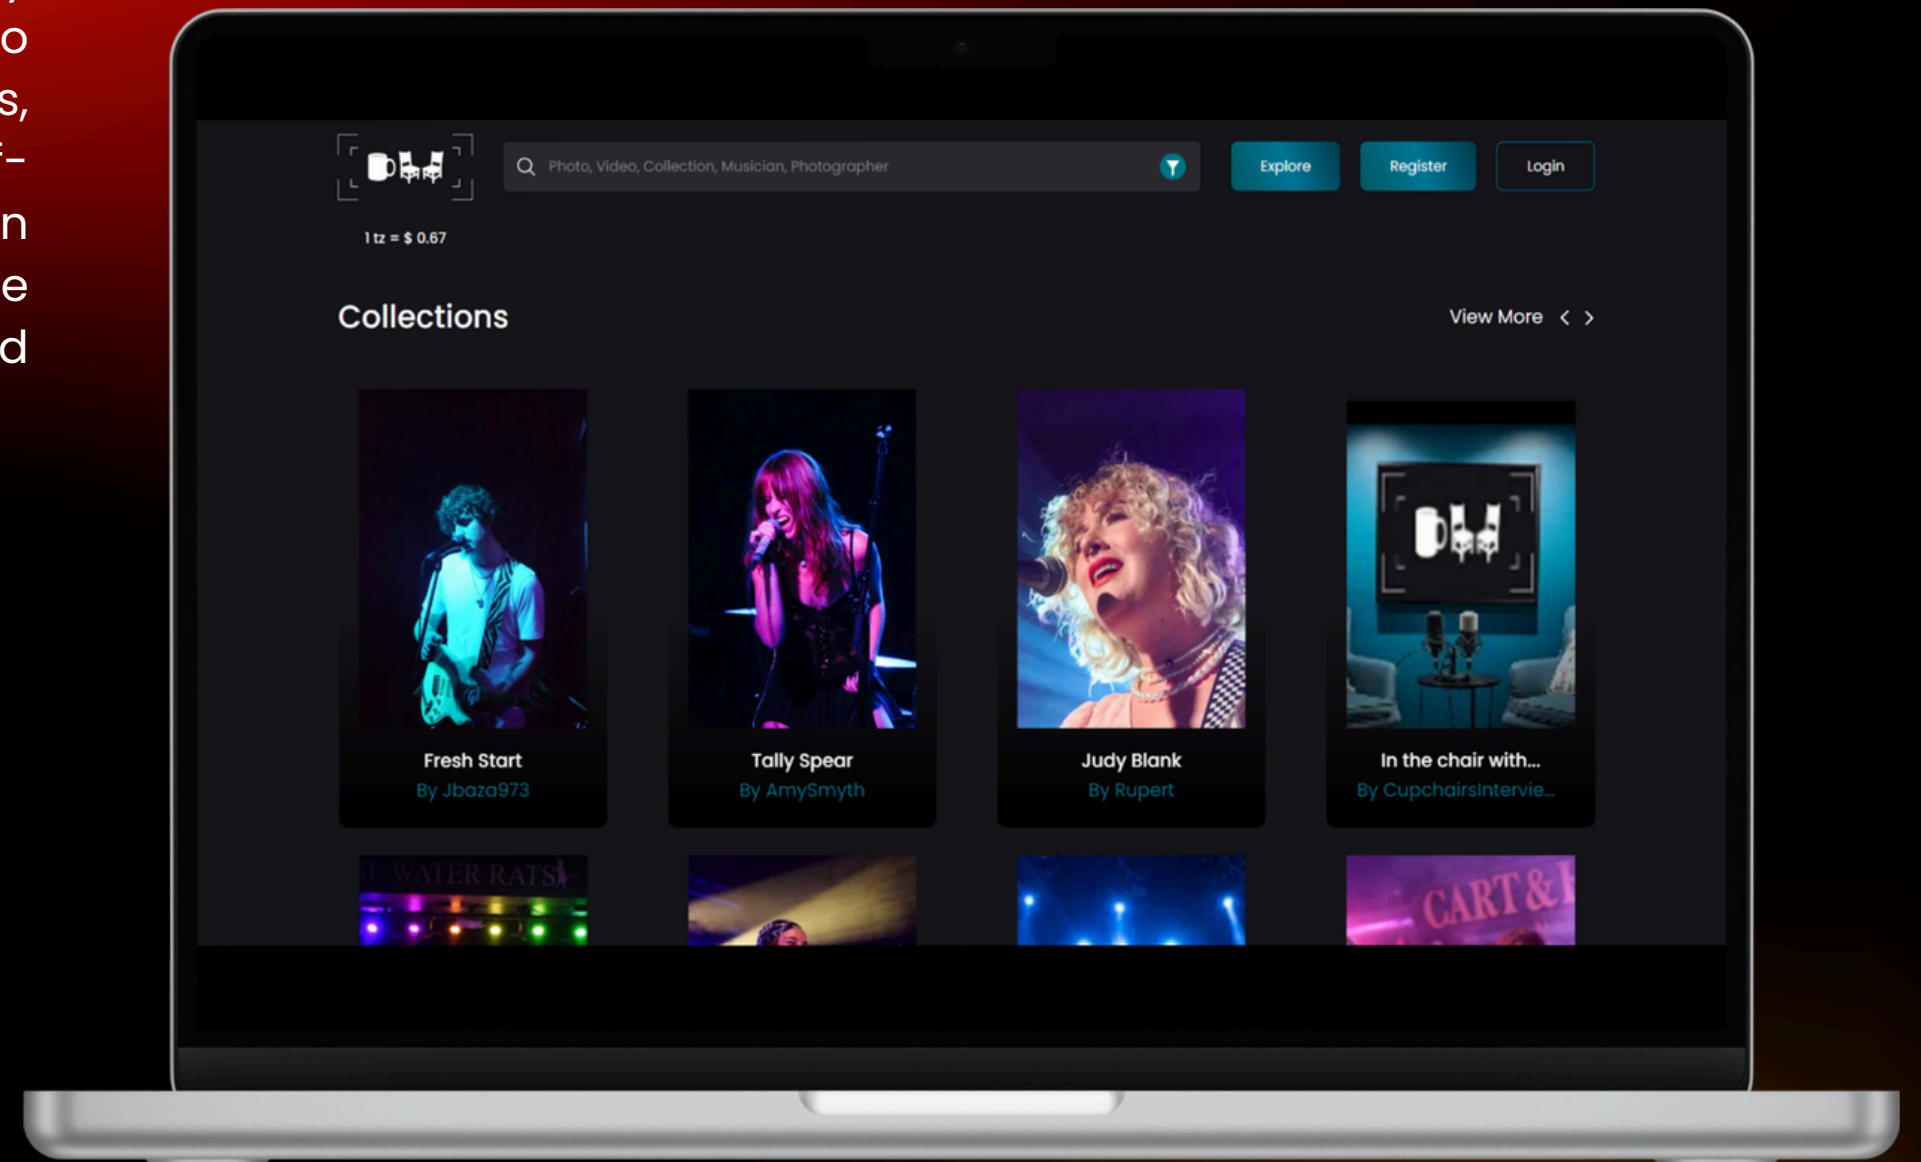 o
s,
f-
n
e
d
Photo, Video, Collection, Musician, Photographer
Explore
Register
Login
1 tz = $ 0.67
Collections
View More
Fresh Start
By Jbaza973
Tally Spear
By AmySmyth
Judy Blank
By Rupert
In the chair with...
By CupchairsIntervie...
E WATER RATS
CART &